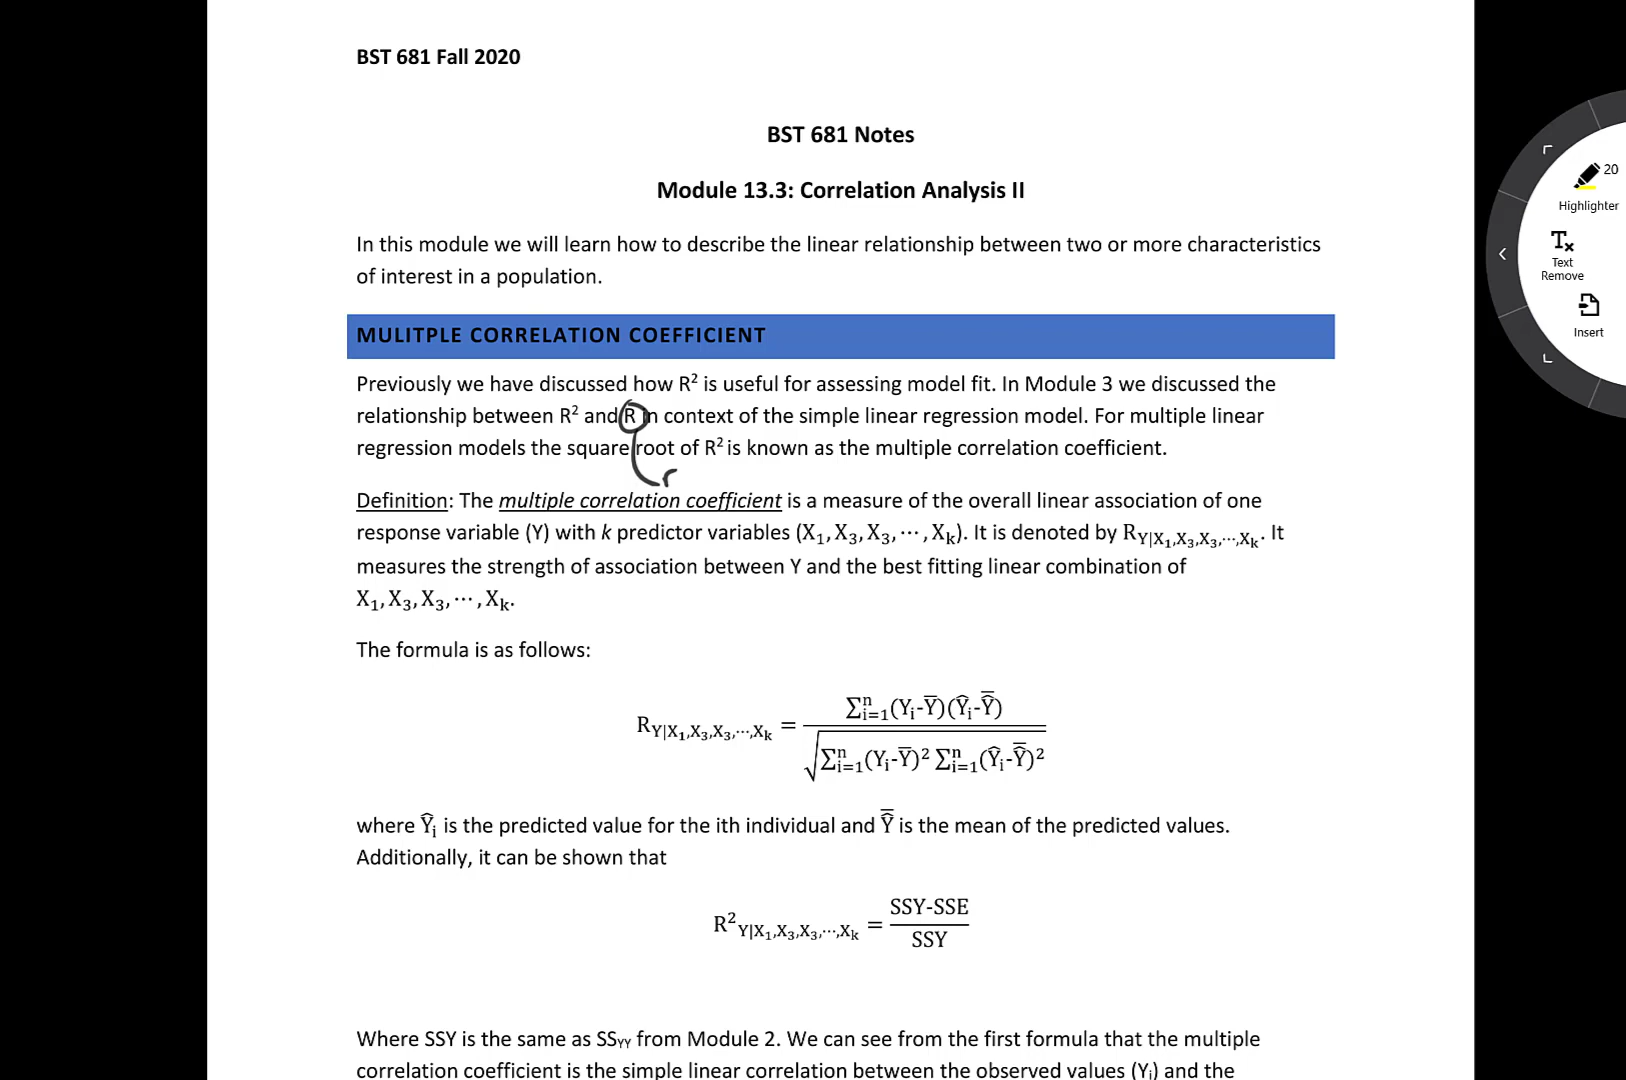 BST 681 Fall 2020
BST 681 Notes
Module 13.3: Correlation Analysis II
In this module we will learn how to describe the linear relationship between two or more characteristics
of interest in a population.
MULITPLE CORRELATION COEFFICIENT
Previously we have discussed how R² is useful for assessing model fit. In Module 3 we discussed the
relationship between R² and R in context of the simple linear regression model. For multiple linear
regression models the square root of R² is known as the multiple correlation coefficient.
r
Definition: The multiple correlation coefficient is a measure of the overall linear association of one
response variable (Y) with k predictor variables (X₁, X₃, X₃, ⋯ , Xₖ). It is denoted by R_Y|X₁,X₃,X₃,⋯,Xₖ. It
measures the strength of association between Y and the best fitting linear combination of
X₁, X₃, X₃, ⋯ , Xₖ.
The formula is as follows:
R_Y|X₁,X₃,X₃,⋯,Xₖ = ∑ⁿᵢ₌₁(Yᵢ-Y̅)(Ŷᵢ-Ŷ̅) / √∑ⁿᵢ₌₁(Yᵢ-Y̅)² ∑ⁿᵢ₌₁(Ŷᵢ-Ŷ̅)²
where Ŷᵢ is the predicted value for the ith individual and Ŷ̅ is the mean of the predicted values.
Additionally, it can be shown that
R²_Y|X₁,X₃,X₃,⋯,Xₖ = SSY-SSE / SSY
Where SSY is the same as SS_YY from Module 2. We can see from the first formula that the multiple
correlation coefficient is the simple linear correlation between the observed values (Yᵢ) and the
20
Highlighter
Text
Remove
Insert